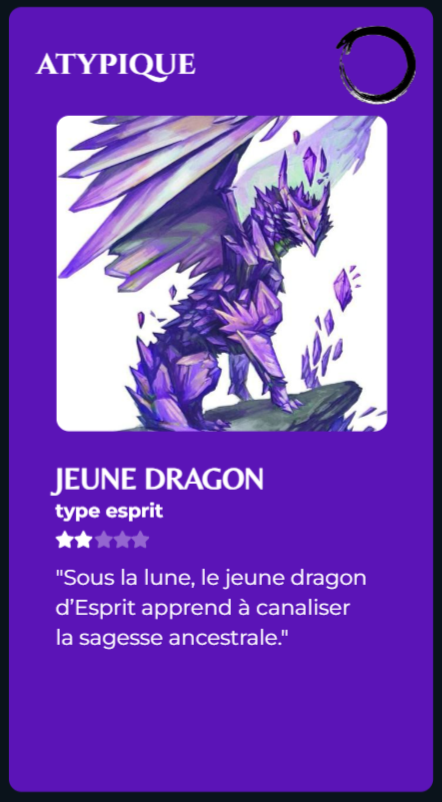 ATYPIQUE
JEUNE DRAGON
type esprit
"Sous la lune, le jeune dragon
d’Esprit apprend à canaliser
la sagesse ancestrale."